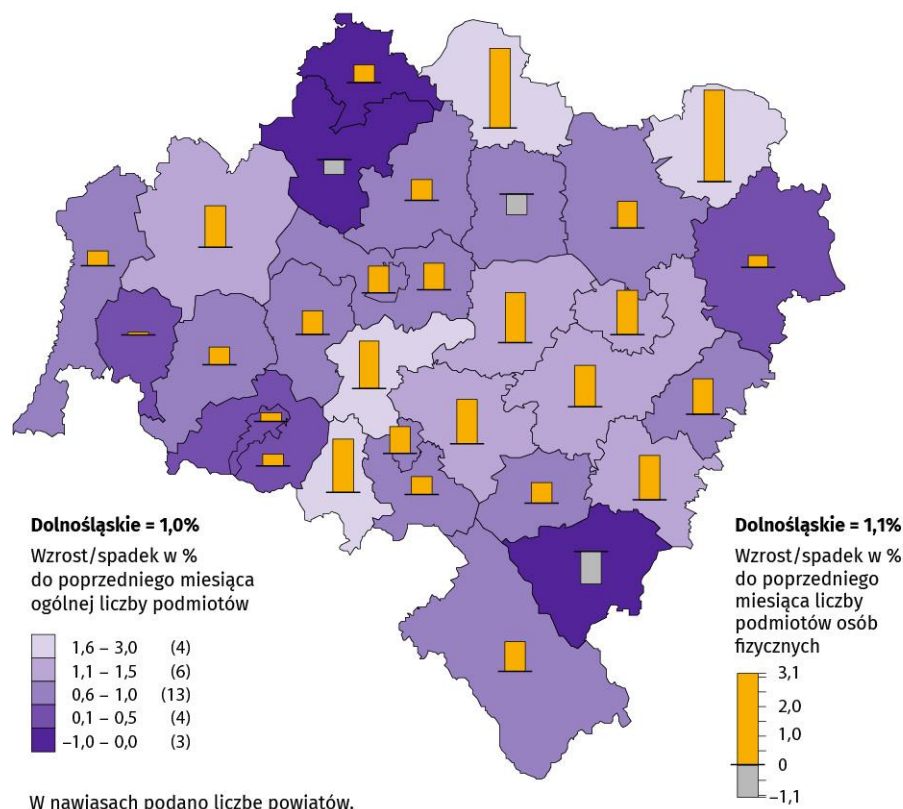 Dolnośląskie = 1,0%
Wzrost/spadek w %
do poprzedniego miesiąca
ogólnej liczby podmiotów
1,6 – 3,0 (4)
1,1 – 1,5 (6)
0,6 – 1,0 (13)
0,1 – 0,5 (4)
–1,0 – 0,0 (3)
W nawiasach podano liczbę powiatów.
Dolnośląskie = 1,1%
Wzrost/spadek w %
do poprzedniego
miesiąca liczby
podmiotów osób
fizycznych
3,1
2,0
1,0
0
–1,1